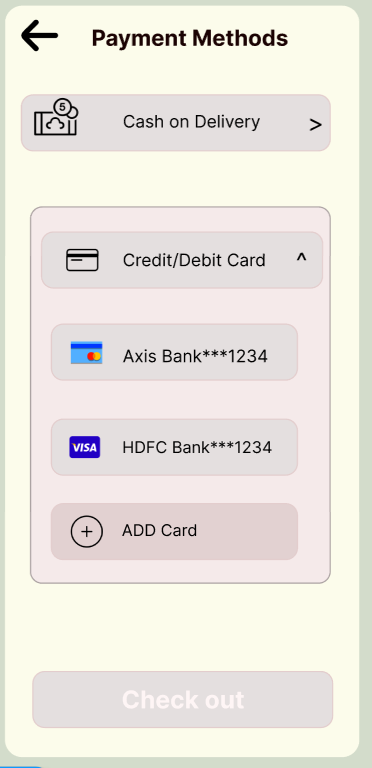 Payment Methods
5
Cash on Delivery >
Credit/Debit Card ^
Axis Bank***1234
VISA HDFC Bank***1234
+ ADD Card
Check out